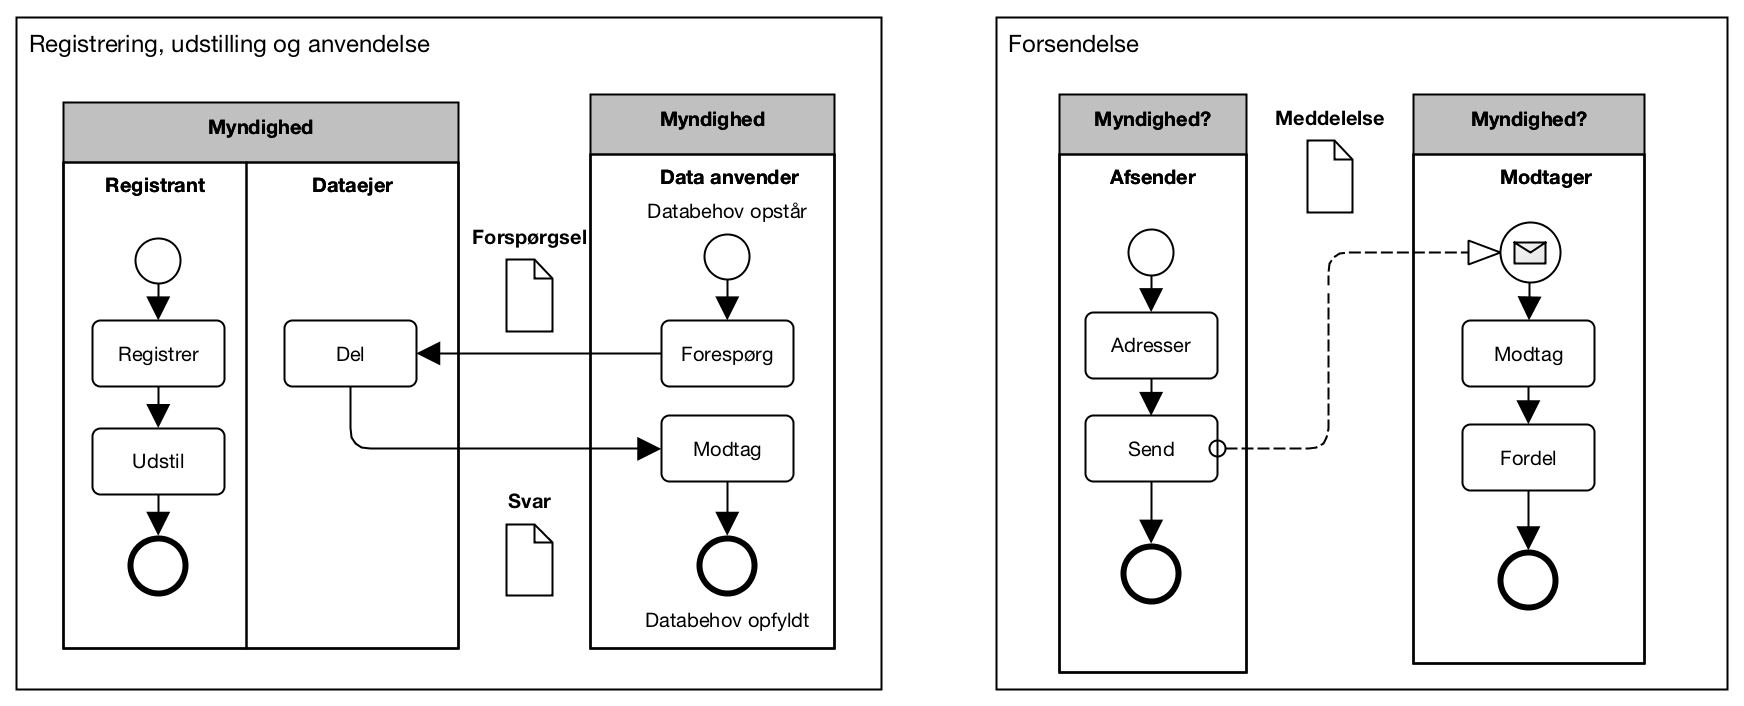 Registrering, udstilling og anvendelse
Myndighed
Registrant
Dataejer
Registrer
Udstil
Del
Forspørgsel
Svar
Myndighed
Data anvender
Databehov opstår
Forespørg
Modtag
Databehov opfyldt
Forsendelse
Myndighed?
Afsender
Adresser
Send
Meddelelse
Myndighed?
Modtager
Modtag
Fordel